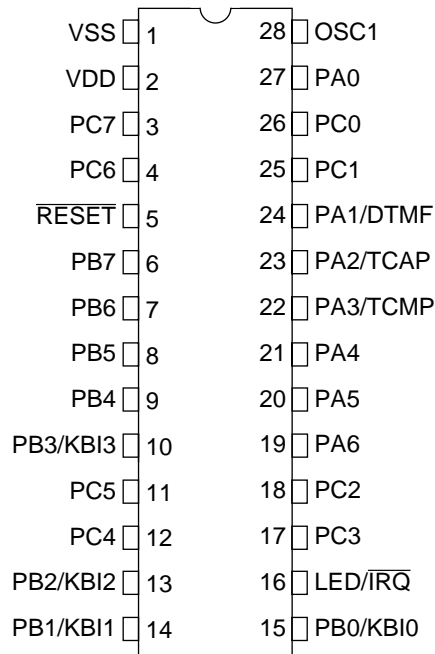 VSS 1 28 OSC1
VDD 2 27 PA0
PC7 3 26 PC0
PC6 4 25 PC1
RESET 5 24 PA1/DTMF
PB7 6 23 PA2/TCAP
PB6 7 22 PA3/TCMP
PB5 8 21 PA4
PB4 9 20 PA5
PB3/KBI3 10 19 PA6
PC5 11 18 PC2
PC4 12 17 PC3
PB2/KBI2 13 16 LED/IRQ
PB1/KBI1 14 15 PB0/KBI0